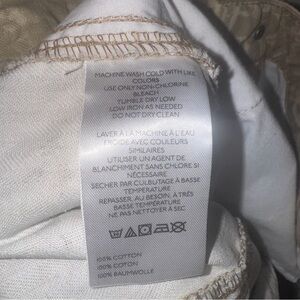 MACHINE WASH COLD WITH LIKE
COLORS
USE ONLY NON-CHLORINE
BLEACH
TUMBLE DRY LOW
LOW IRON AS NEEDED
DO NOT DRY CLEAN
LAVER À LA MACHINE À L'EAU
FROIDE AVEC COULEURS
SIMILAIRES
UTILISER UN AGENT DE
BLANCHIMENT SANS CHLORE SI
NÉCESSAIRE
SECHER PAR CULBUTAGE À BASSE
TEMPERATURE
REPASSER, AU BESOIN, À TRÈS
BASSE TEMPÉRATURE
NE PAS NETTOYER À SEC
100% COTTON
100% COTON
100% BAUMWOLLE